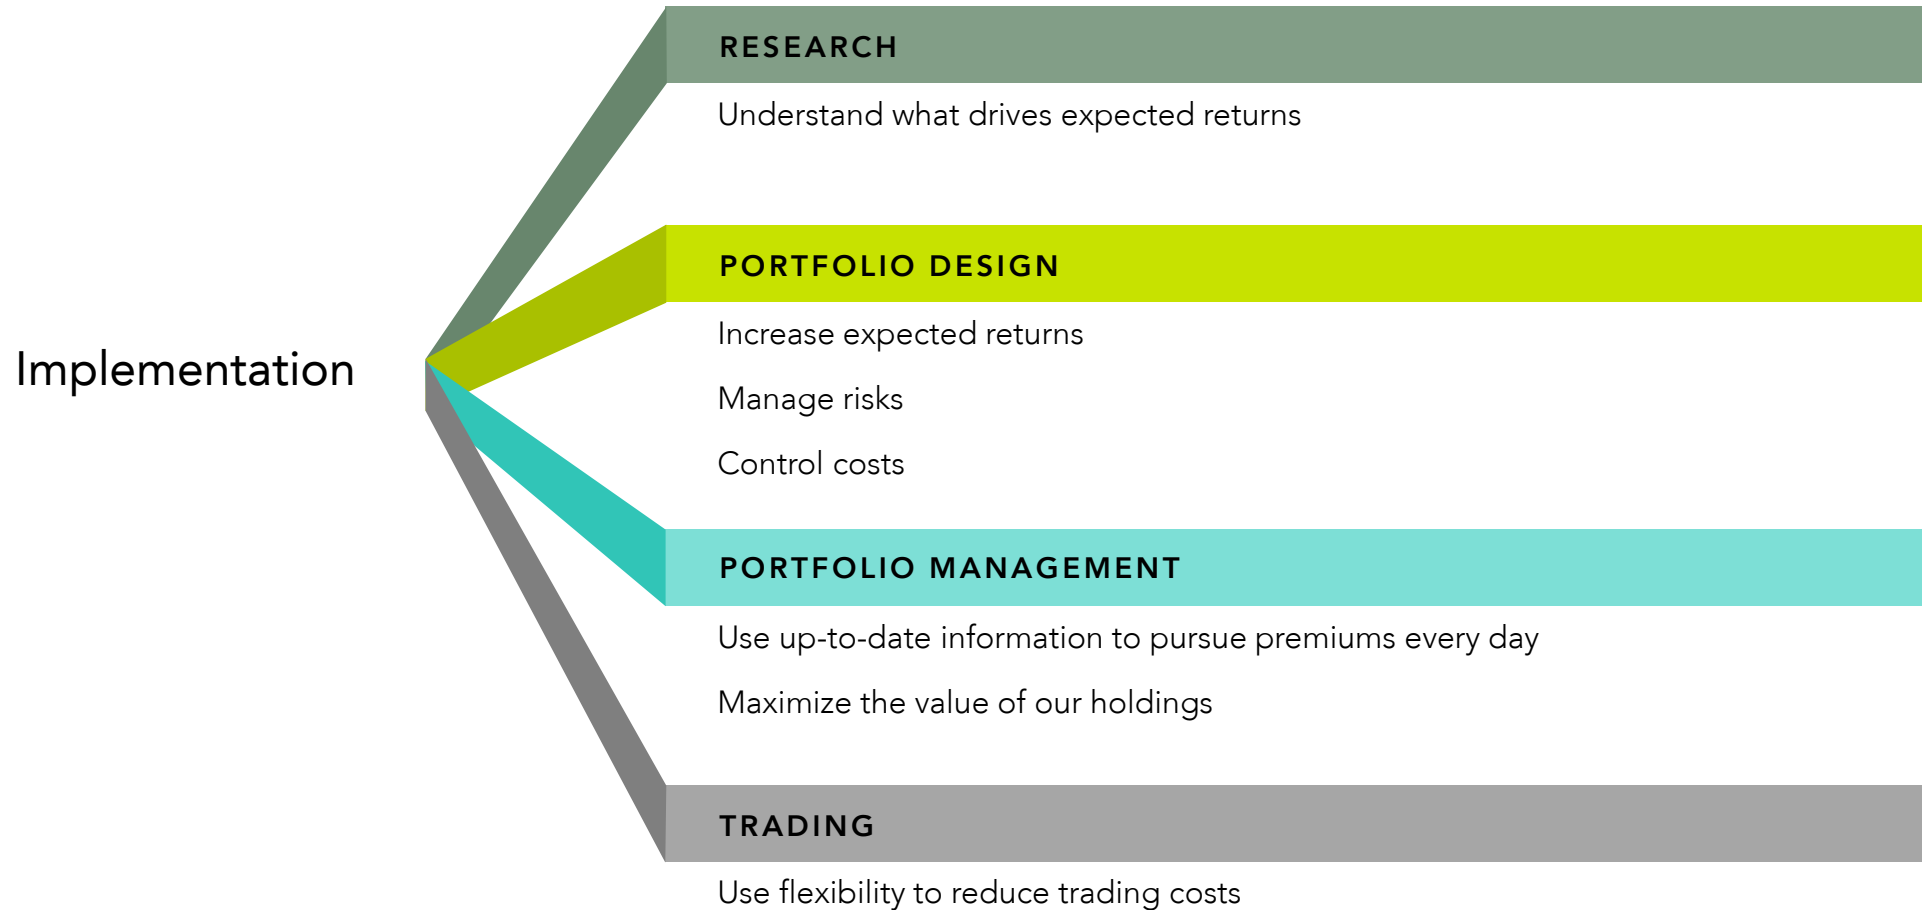 Implementation
RESEARCH
Understand what drives expected returns
PORTFOLIO DESIGN
Increase expected returns
Manage risks
Control costs
PORTFOLIO MANAGEMENT
Use up-to-date information to pursue premiums every day
Maximize the value of our holdings
TRADING
Use flexibility to reduce trading costs